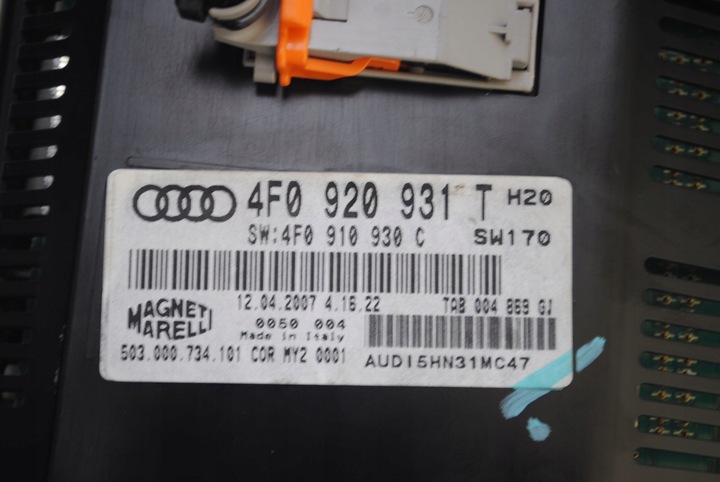 4F0 920 931 T H20
SW:4F0 910 930 C SW170
12.04.2007 4.16.22 TAB 004 869 GJ
MAGNETI
MARELLI
0050 004
Made in Italy
503.000.734.101 COR MY2 0001
AUDI5HN31MC47